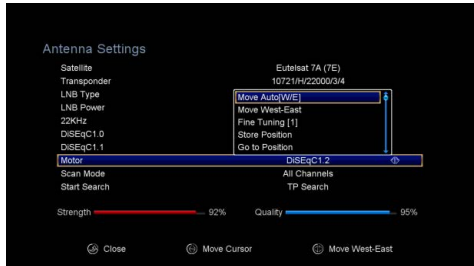 Antenna Settings
Satellite Eutelsat 7A (7E)
Transponder 10721/H/22000/3/4
LNB Type Move Auto[W/E]
LNB Power Move West-East
22KHz Fine Tuning [1]
DiSEqC1.0 Store Position
DiSEqC1.1 Go to Position
Motor DiSEqC1.2
Scan Mode All Channels
Start Search TP Search
Strength 92% Quality 95%
Close Move Cursor Move West-East